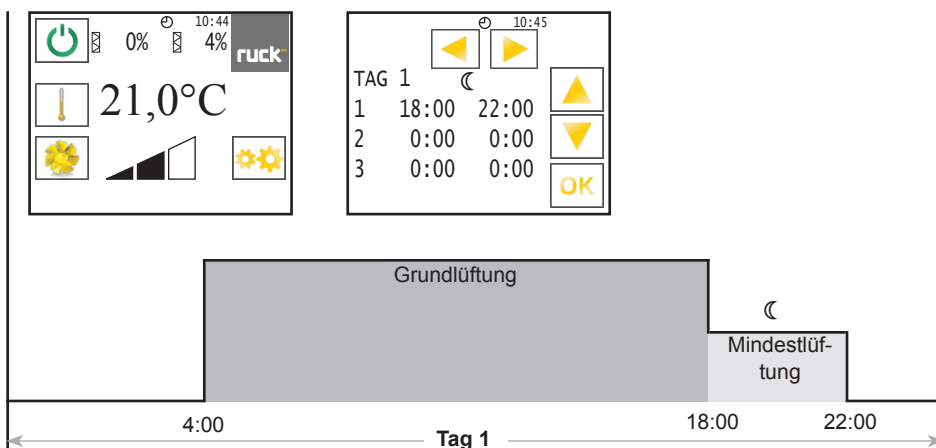 10:44
0% 4%
ruck
21,0°C
10:45
TAG 1
1 18:00 22:00
2 0:00 0:00
3 0:00 0:00
OK
Grundlüftung
Mindestlüf-
tung
4:00 18:00 22:00
Tag 1